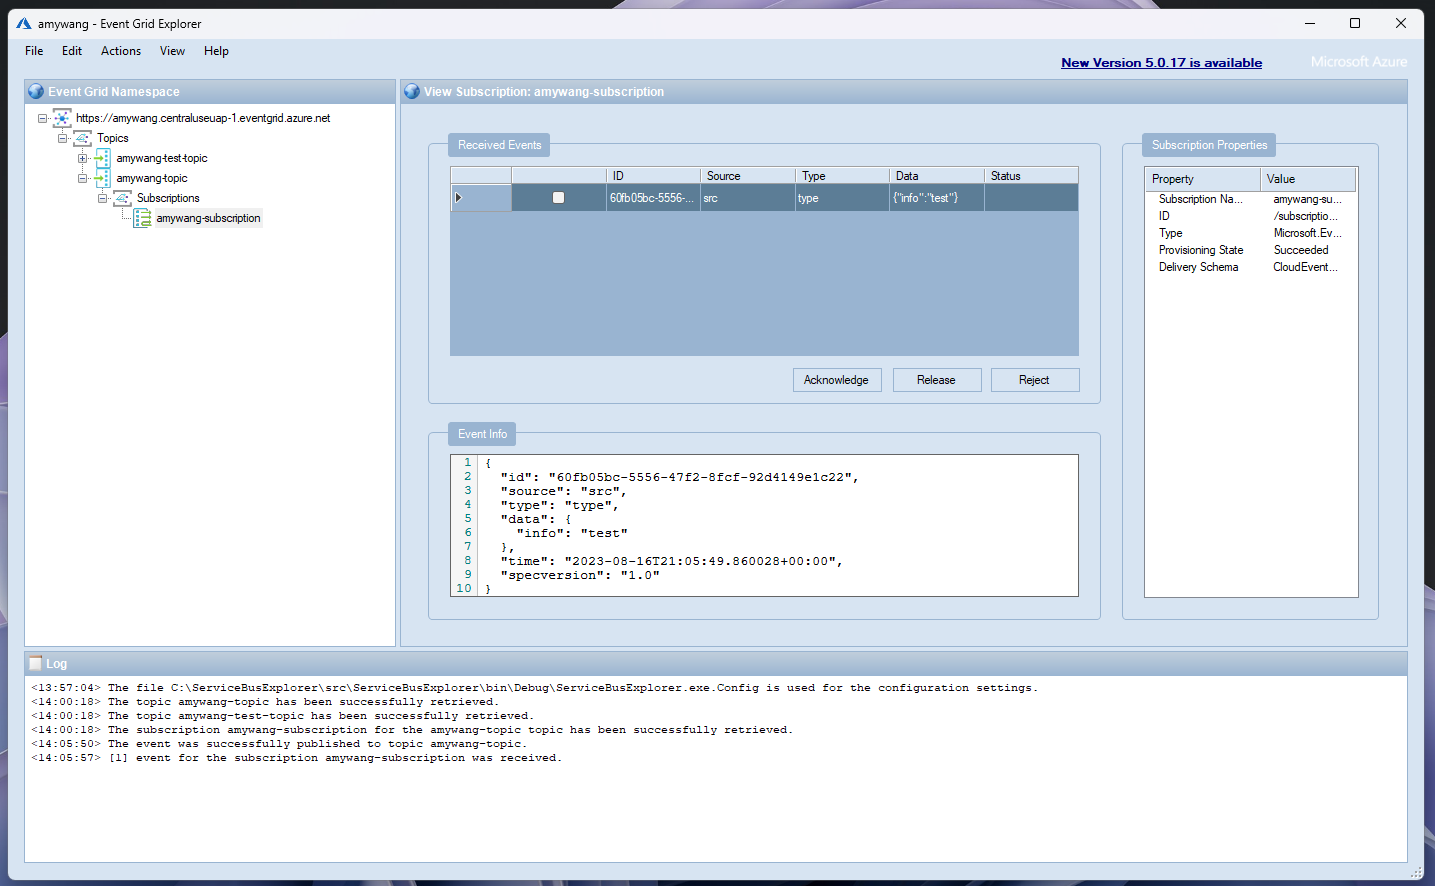 amywang - Event Grid Explorer
File Edit Actions View Help
New Version 5.0.17 is available
Microsoft Azure
Event Grid Namespace
https://amywang.centraluseuap-1.eventgrid.azure.net
Topics
amywang-test-topic
amywang-topic
Subscriptions
amywang-subscription
View Subscription: amywang-subscription
Received Events
ID Source Type Data Status
60fb05bc-5556-... src type {"info":"test"}
Acknowledge Release Reject
Event Info
1 {
2 "id": "60fb05bc-5556-47f2-8fcf-92d4149e1c22",
3 "source": "src",
4 "type": "type",
5 "data": {
6 "info": "test"
7 },
8 "time": "2023-08-16T21:05:49.860028+00:00",
9 "specversion": "1.0"
10 }
Subscription Properties
Property Value
Subscription Na... amywang-su...
ID /subscriptio...
Type Microsoft.Ev...
Provisioning State Succeeded
Delivery Schema CloudEvent...
Log
<13:57:04> The file C:\ServiceBusExplorer\src\ServiceBusExplorer\bin\Debug\ServiceBusExplorer.exe.Config is used for the configuration settings.
<14:00:18> The topic amywang-topic has been successfully retrieved.
<14:00:18> The topic amywang-test-topic has been successfully retrieved.
<14:00:18> The subscription amywang-subscription for the amywang-topic topic has been successfully retrieved.
<14:05:50> The event was successfully published to topic amywang-topic.
<14:05:57> [1] event for the subscription amywang-subscription was received.